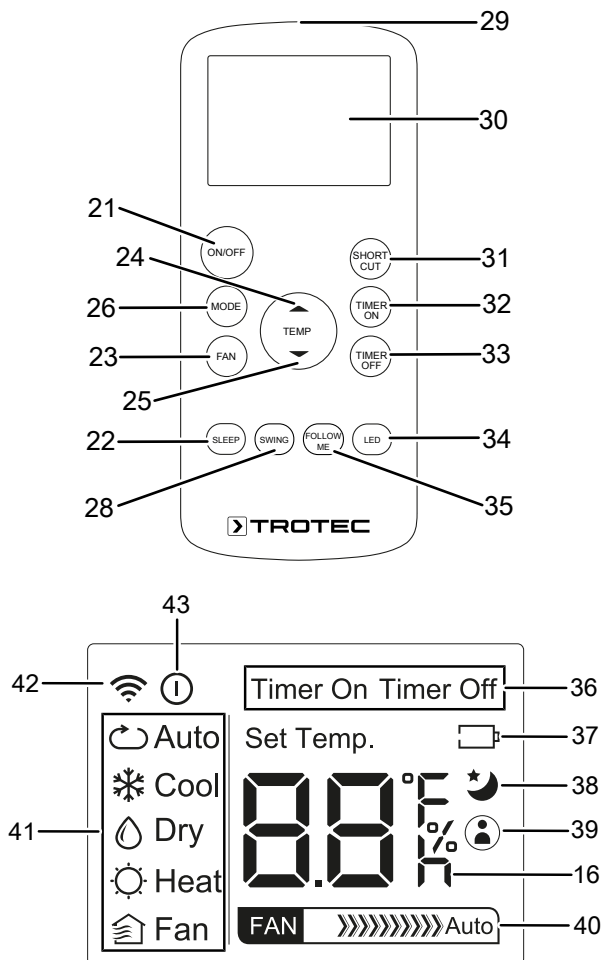 29
30
21
ON/OFF
24
SHORT CUT
31
26
MODE
TEMP
TIMER ON
32
23
FAN
TIMER OFF
33
25
22
SLEEP
SWING
FOLLOW ME
LED
34
28
35
TROTEC
43
42
Timer On Timer Off
36
Auto
Set Temp.
37
Cool
88
°F
38
41
Dry
%
39
Heat
h
16
Fan
FAN
Auto
40